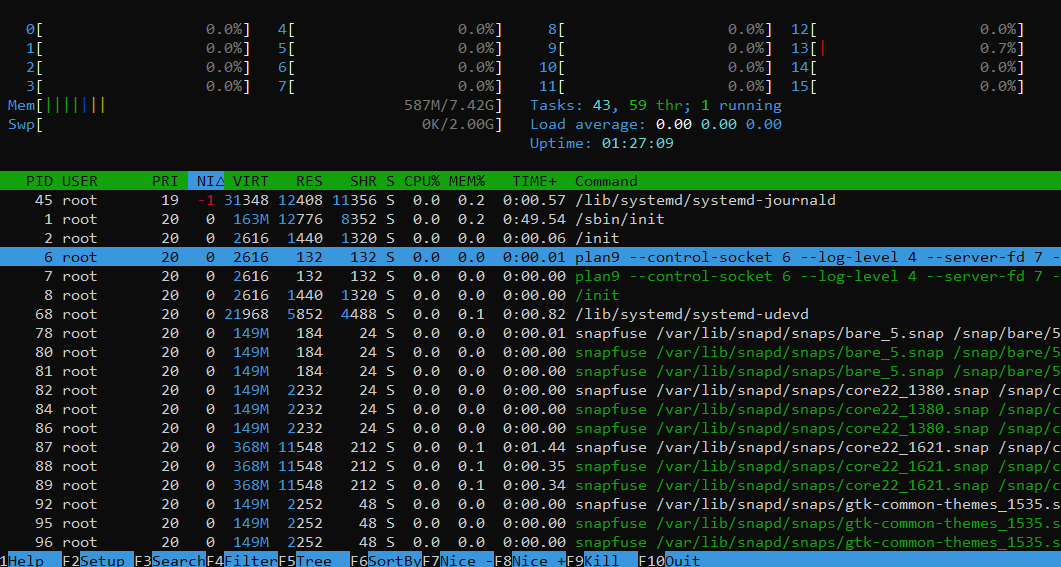 0[ 0.0%] 4[ 0.0%] 8[ 0.0%] 12[ 0.0%]
1[ 0.0%] 5[ 0.0%] 9[ 0.0%] 13[| 0.7%]
2[ 0.0%] 6[ 0.0%] 10[ 0.0%] 14[ 0.0%]
3[ 0.0%] 7[ 0.0%] 11[ 0.0%] 15[ 0.0%]
Mem[||||||| 587M/7.42G] Tasks: 43, 59 thr; 1 running
Swp[ 0K/2.00G] Load average: 0.00 0.00 0.00
Uptime: 01:27:09
PID USER PRI NI△ VIRT RES SHR S CPU% MEM% TIME+ Command
45 root 19 -1 31348 12408 11356 S 0.0 0.2 0:00.57 /lib/systemd/systemd-journald
1 root 20 0 163M 12776 8352 S 0.0 0.2 0:49.54 /sbin/init
2 root 20 0 2616 1440 1320 S 0.0 0.0 0:00.06 /init
6 root 20 0 2616 132 132 S 0.0 0.0 0:00.01 plan9 --control-socket 6 --log-level 4 --server-fd 7 -
7 root 20 0 2616 132 132 S 0.0 0.0 0:00.00 plan9 --control-socket 6 --log-level 4 --server-fd 7 -
8 root 20 0 2616 1440 1320 S 0.0 0.0 0:00.00 /init
68 root 20 0 21968 5852 4488 S 0.0 0.1 0:00.82 /lib/systemd/systemd-udevd
78 root 20 0 149M 184 24 S 0.0 0.0 0:00.01 snapfuse /var/lib/snapd/snaps/bare_5.snap /snap/bare/5
80 root 20 0 149M 184 24 S 0.0 0.0 0:00.00 snapfuse /var/lib/snapd/snaps/bare_5.snap /snap/bare/5
81 root 20 0 149M 184 24 S 0.0 0.0 0:00.00 snapfuse /var/lib/snapd/snaps/bare_5.snap /snap/bare/5
82 root 20 0 149M 2232 24 S 0.0 0.0 0:00.00 snapfuse /var/lib/snapd/snaps/core22_1380.snap /snap/c
84 root 20 0 149M 2232 24 S 0.0 0.0 0:00.00 snapfuse /var/lib/snapd/snaps/core22_1380.snap /snap/c
86 root 20 0 149M 2232 24 S 0.0 0.0 0:00.00 snapfuse /var/lib/snapd/snaps/core22_1380.snap /snap/c
87 root 20 0 368M 11548 212 S 0.0 0.1 0:01.44 snapfuse /var/lib/snapd/snaps/core22_1621.snap /snap/c
88 root 20 0 368M 11548 212 S 0.0 0.1 0:00.35 snapfuse /var/lib/snapd/snaps/core22_1621.snap /snap/c
89 root 20 0 368M 11548 212 S 0.0 0.1 0:00.34 snapfuse /var/lib/snapd/snaps/core22_1621.snap /snap/c
92 root 20 0 149M 2252 48 S 0.0 0.0 0:00.00 snapfuse /var/lib/snapd/snaps/gtk-common-themes_1535.s
95 root 20 0 149M 2252 48 S 0.0 0.0 0:00.00 snapfuse /var/lib/snapd/snaps/gtk-common-themes_1535.s
96 root 20 0 149M 2252 48 S 0.0 0.0 0:00.00 snapfuse /var/lib/snapd/snaps/gtk-common-themes_1535.s
1Help F2Setup F3SearchF4FilterF5Tree F6SortByF7Nice -F8Nice +F9Kill F10Quit